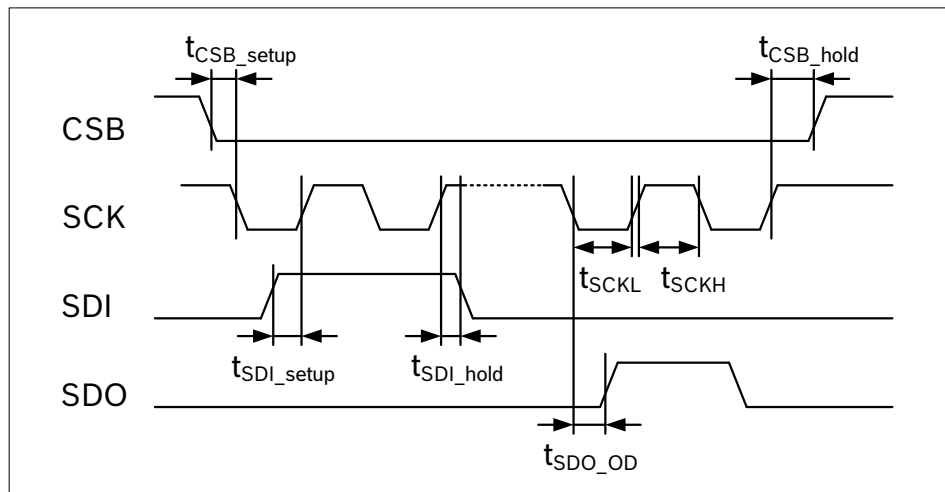 tCSB_setup
tCSB_hold
CSB
SCK
tSCKL
tSCKH
SDI
tSDI_setup
tSDI_hold
SDO
tSDO_OD